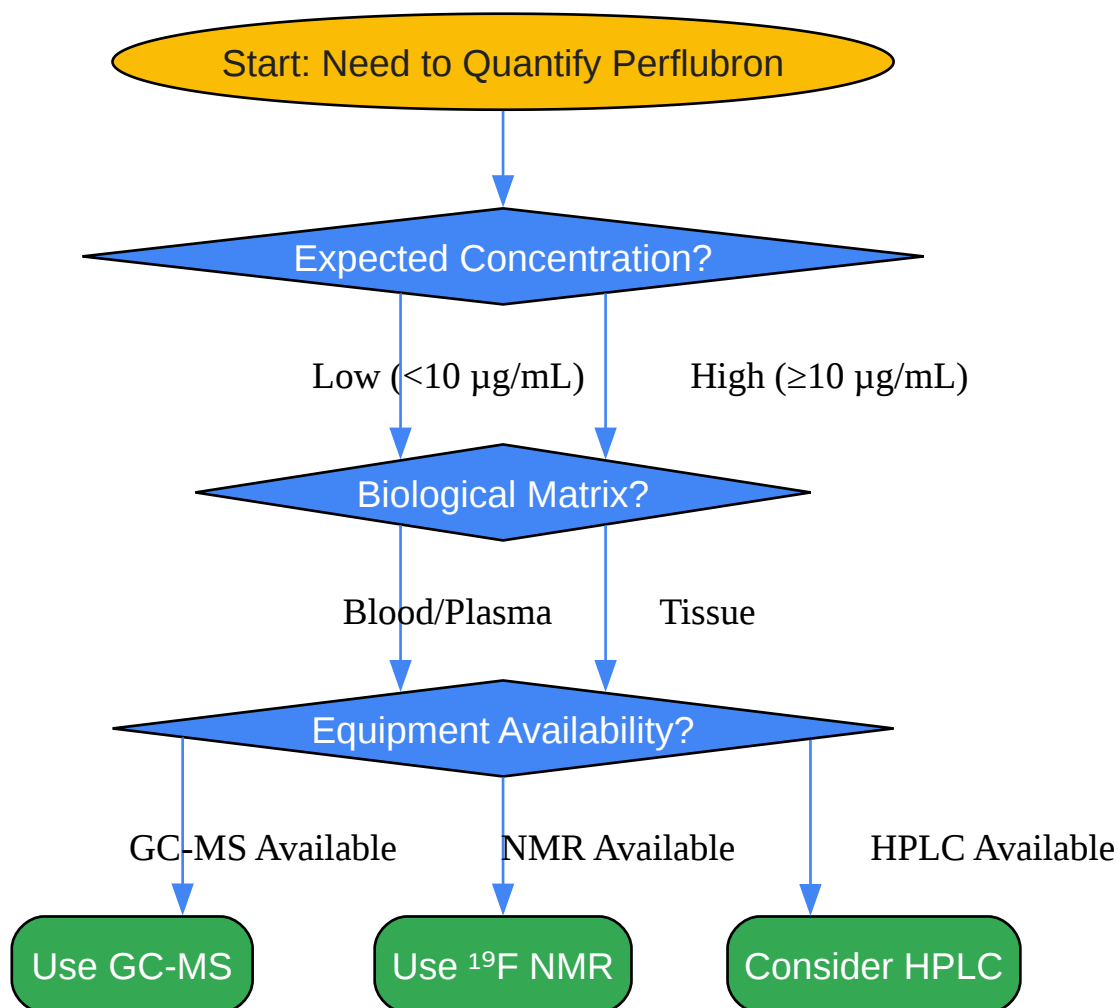 Start: Need to Quantify Perflubron
Expected Concentration?
Low (<10 µg/mL)
High (≥10 µg/mL)
Biological Matrix?
Blood/Plasma
Tissue
Equipment Availability?
GC-MS Available
NMR Available
HPLC Available
Use GC-MS
Use ¹⁹F NMR
Consider HPLC